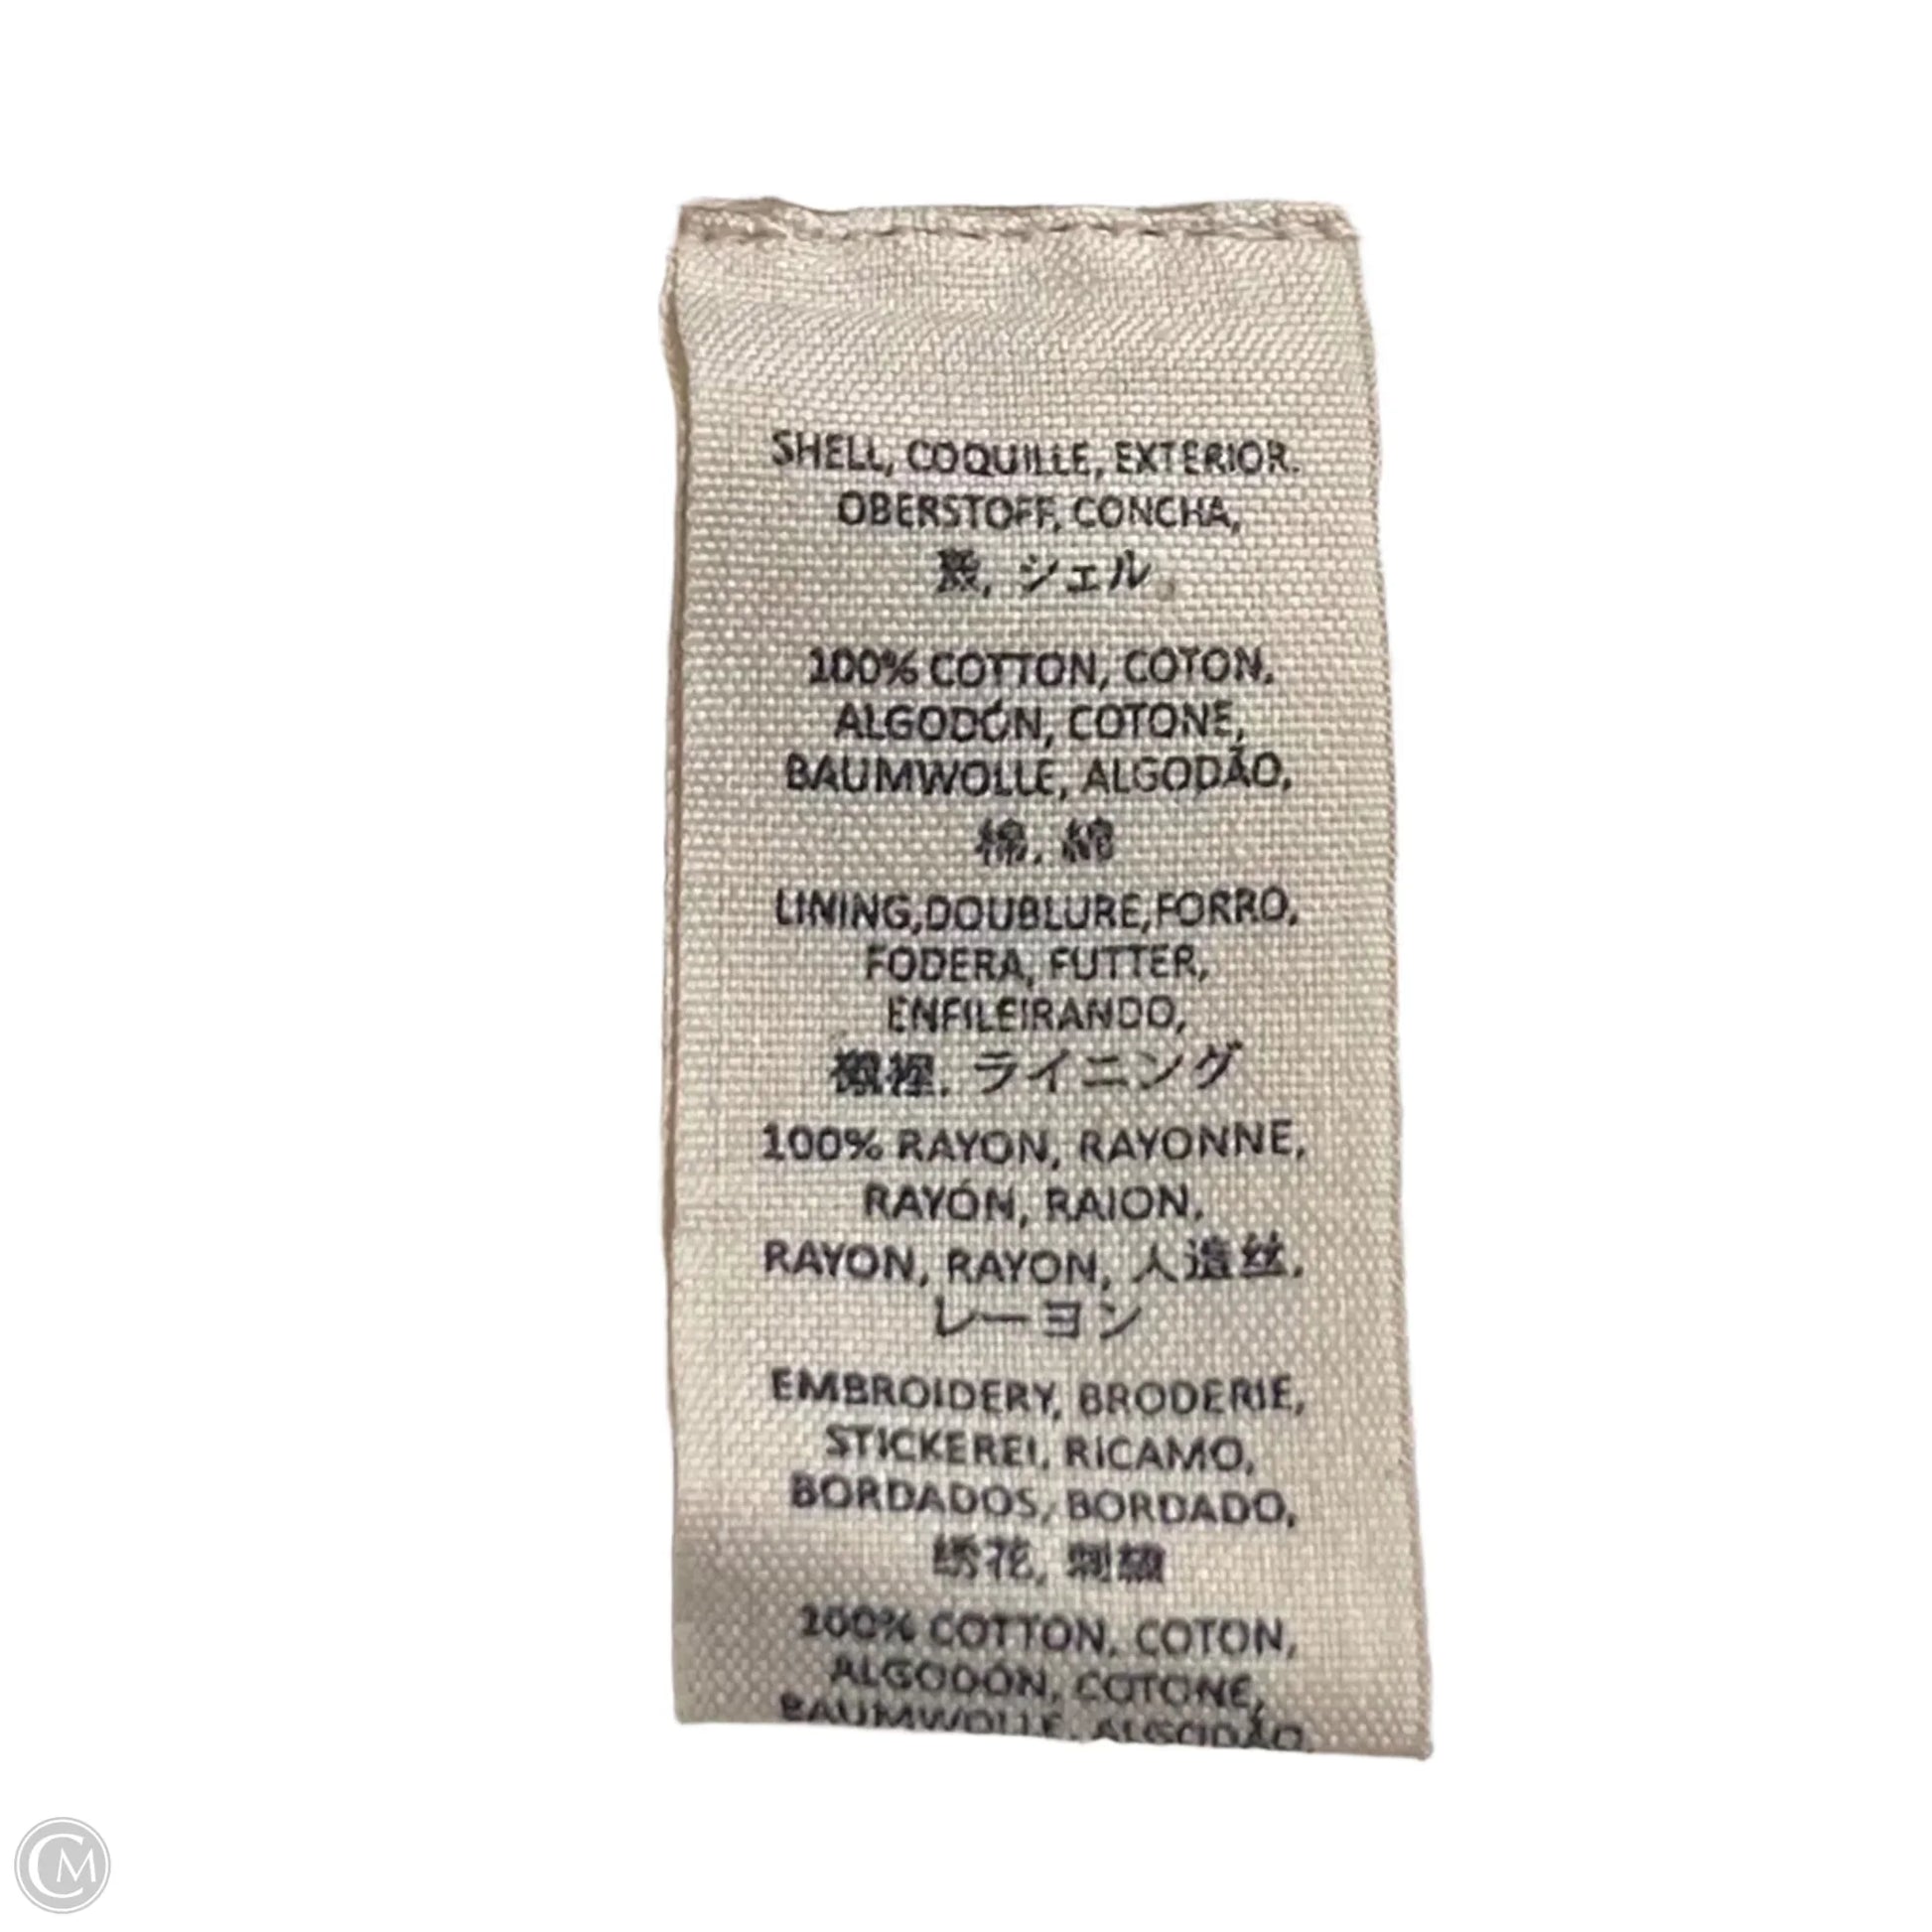 SHELL, COQUILLE, EXTERIOR.
OBERSTOFF, CONCHA,
シェル
100% COTTON, COTON,
ALGODÓN, COTONE,
BAUMWOLLE, ALGODÃO,
棉, 綿
LINING,DOUBLURE,FORRO,
FODERA, FUTTER,
ENFILEIRANDO,
ライニング
100% RAYON, RAYONNE,
RAYÓN, RAION,
RAYON, RAYON, 人造丝,
レーヨン
EMBROIDERY, BRODERIE,
STICKEREI, RICAMO,
BORDADOS, BORDADO,
绣花, 刺繍
100% COTTON, COTON,
ALGODÓN, COTONE,
BAUMWOLLE, ALGODÃO,
CM